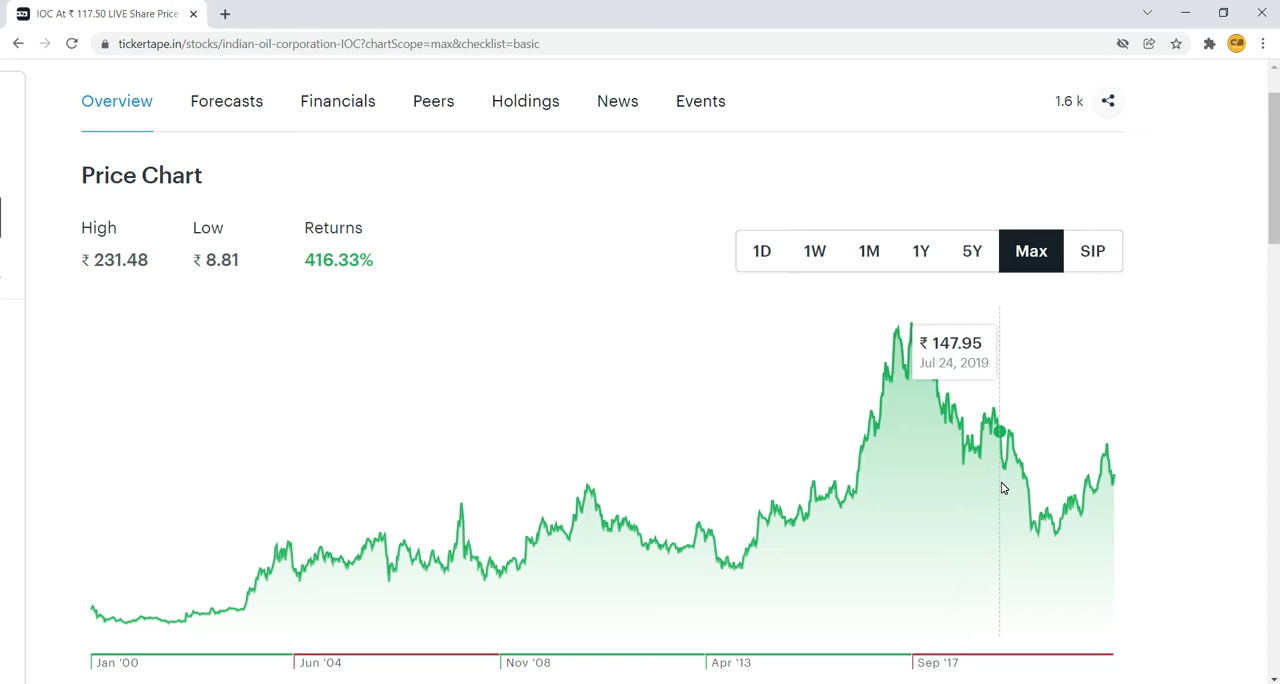 IOC At ₹ 117.50 LIVE Share Price
tickertape.in/stocks/indian-oil-corporation-IOC?chartScope=max&checklist=basic
CB
Overview Forecasts Financials Peers Holdings News Events 1.6 k
Price Chart
High Low Returns
₹ 231.48 ₹ 8.81 416.33%
1D 1W 1M 1Y 5Y Max SIP
₹ 147.95
Jul 24, 2019
Jan '00 Jun '04 Nov '08 Apr '13 Sep '17